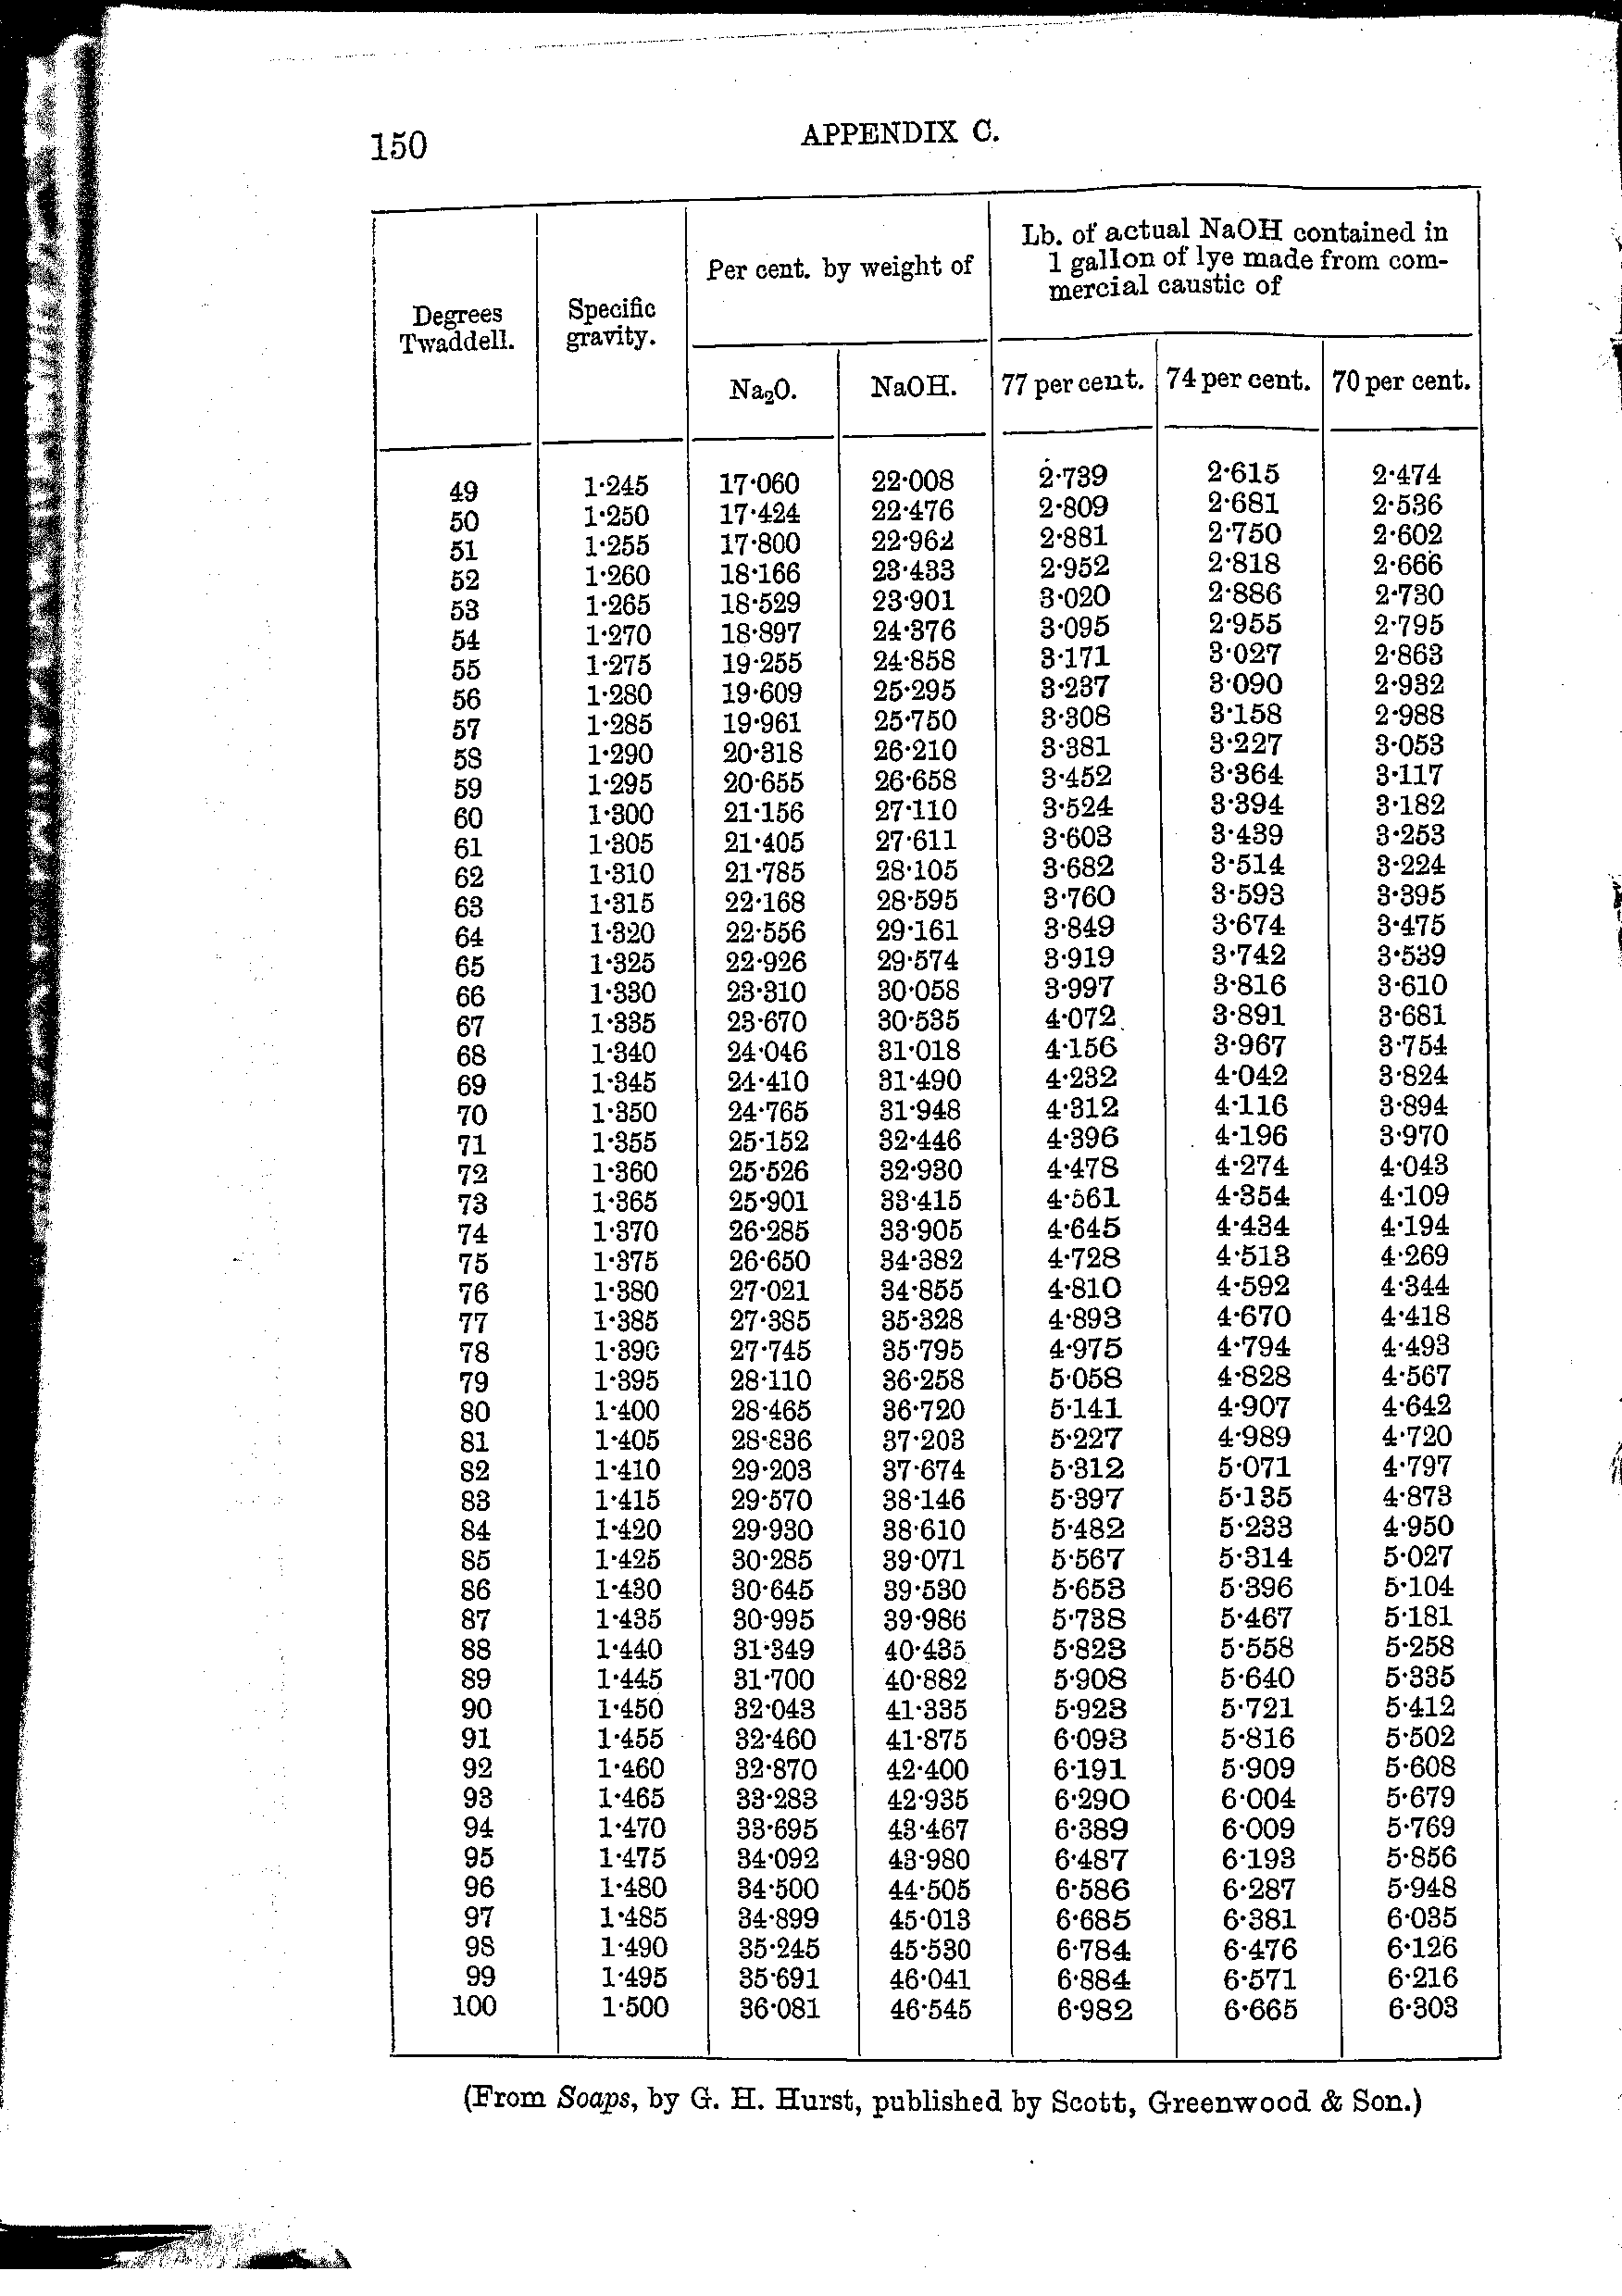 150
APPENDIX C.
Degrees Twaddell. Specific gravity. Per cent. by weight of Lb. of actual NaOH contained in 1 gallon of lye made from com-mercial caustic of
Na₂O. NaOH. 77 per cent. 74 per cent. 70 per cent.
49 1·245 17·060 22·008 2·739 2·615 2·474
50 1·250 17·424 22·476 2·809 2·681 2·536
51 1·255 17·800 22·962 2·881 2·750 2·602
52 1·260 18·166 23·433 2·952 2·818 2·666
53 1·265 18·529 23·901 3·020 2·886 2·730
54 1·270 18·897 24·376 3·095 2·955 2·795
55 1·275 19·255 24·858 3·171 3·027 2·863
56 1·280 19·609 25·295 3·237 3·090 2·932
57 1·285 19·961 25·750 3·308 3·158 2·988
58 1·290 20·318 26·210 3·381 3·227 3·053
59 1·295 20·655 26·658 3·452 3·364 3·117
60 1·300 21·156 27·110 3·524 3·394 3·182
61 1·305 21·405 27·611 3·603 3·439 3·253
62 1·310 21·785 28·105 3·682 3·514 3·224
63 1·315 22·168 28·595 3·760 3·593 3·395
64 1·320 22·556 29·161 3·849 3·674 3·475
65 1·325 22·926 29·574 3·919 3·742 3·539
66 1·330 23·310 30·058 3·997 3·816 3·610
67 1·335 23·670 30·535 4·072 3·891 3·681
68 1·340 24·046 31·018 4·156 3·967 3·754
69 1·345 24·410 31·490 4·232 4·042 3·824
70 1·350 24·765 31·948 4·312 4·116 3·894
71 1·355 25·152 32·446 4·396 4·196 3·970
72 1·360 25·526 32·930 4·478 4·274 4·043
73 1·365 25·901 33·415 4·561 4·354 4·109
74 1·370 26·285 33·905 4·645 4·434 4·194
75 1·375 26·650 34·382 4·728 4·513 4·269
76 1·380 27·021 34·855 4·810 4·592 4·344
77 1·385 27·385 35·328 4·893 4·670 4·418
78 1·390 27·745 35·795 4·975 4·794 4·493
79 1·395 28·110 36·258 5·058 4·828 4·567
80 1·400 28·465 36·720 5·141 4·907 4·642
81 1·405 28·836 37·203 5·227 4·989 4·720
82 1·410 29·203 37·674 5·312 5·071 4·797
83 1·415 29·570 38·146 5·397 5·135 4·873
84 1·420 29·930 38·610 5·482 5·233 4·950
85 1·425 30·285 39·071 5·567 5·314 5·027
86 1·430 30·645 39·530 5·653 5·396 5·104
87 1·435 30·995 39·986 5·738 5·467 5·181
88 1·440 31·349 40·435 5·823 5·558 5·258
89 1·445 31·700 40·882 5·908 5·640 5·335
90 1·450 32·043 41·335 5·923 5·721 5·412
91 1·455 32·460 41·875 6·093 5·816 5·502
92 1·460 32·870 42·400 6·191 5·909 5·608
93 1·465 33·283 42·935 6·290 6·004 5·679
94 1·470 33·695 43·467 6·389 6·009 5·769
95 1·475 34·092 43·980 6·487 6·193 5·856
96 1·480 34·500 44·505 6·586 6·287 5·948
97 1·485 34·899 45·013 6·685 6·381 6·035
98 1·490 35·245 45·530 6·784 6·476 6·126
99 1·495 35·691 46·041 6·884 6·571 6·216
100 1·500 36·081 46·545 6·982 6·665 6·303
(From Soaps, by G. H. Hurst, published by Scott, Greenwood & Son.)